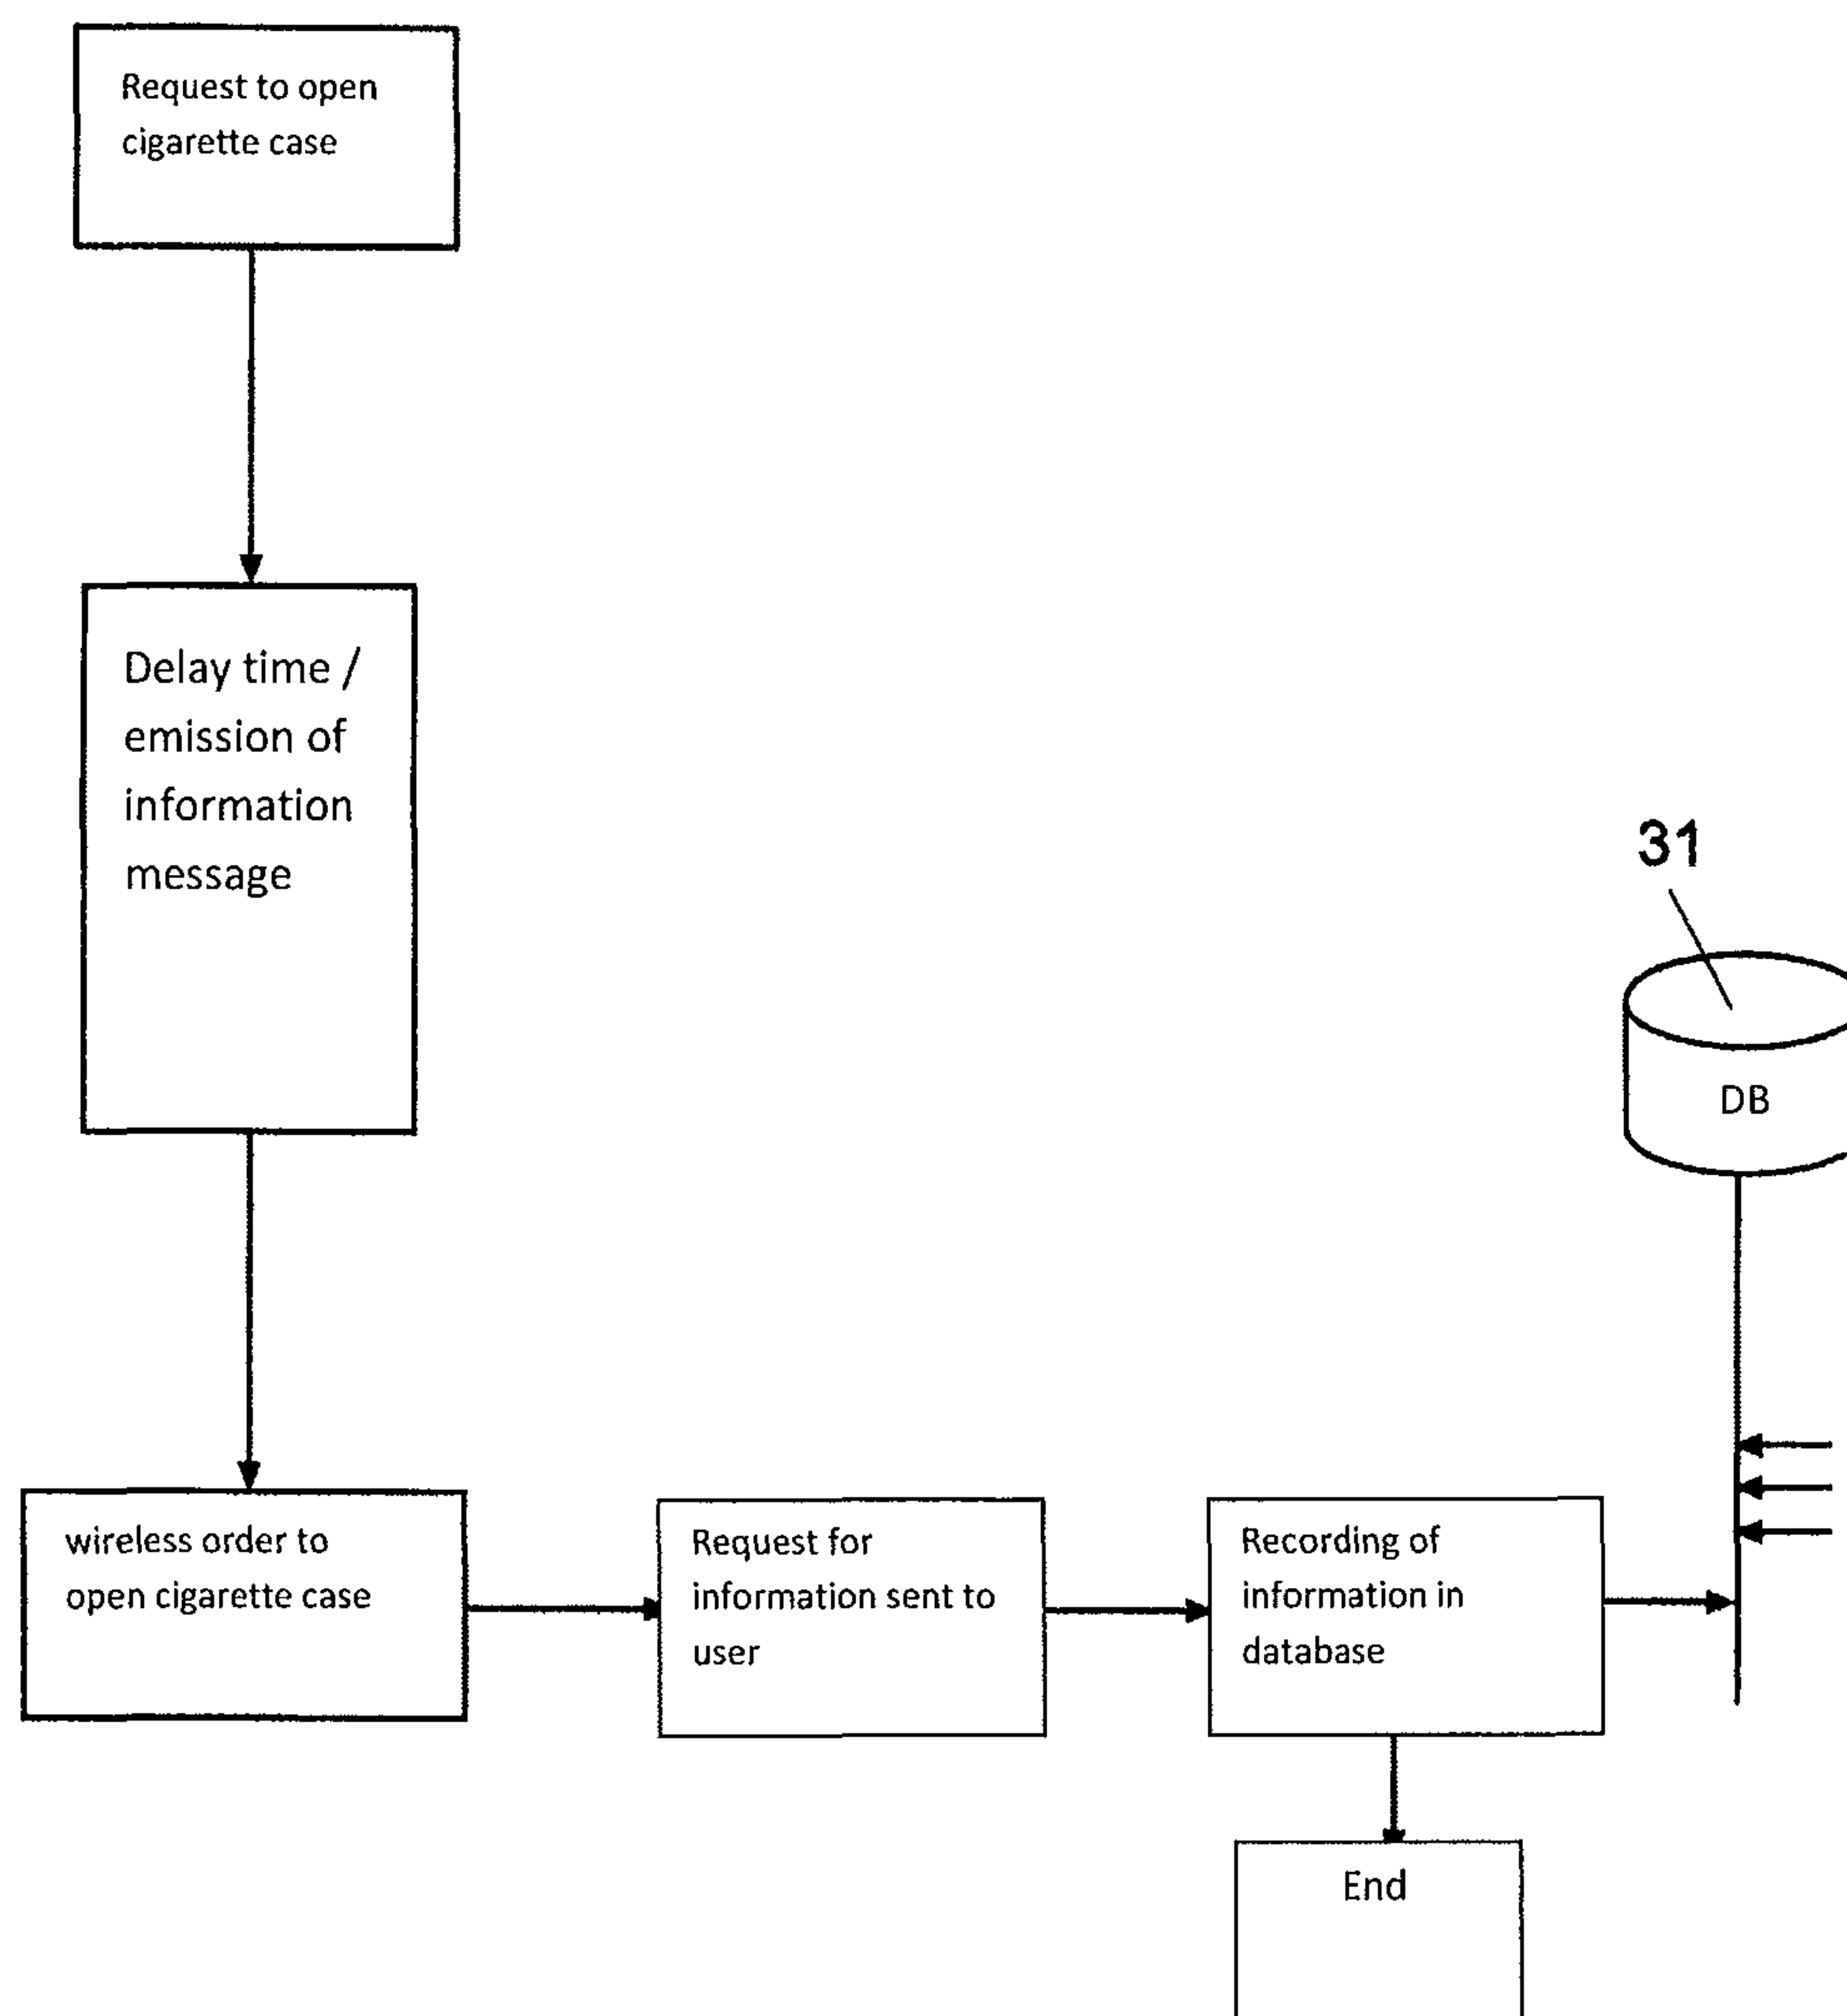 Request to open
cigarette case
Delay time /
emission of
information
message
31
DB
wireless order to
open cigarette case
Request for
information sent to
user
Recording of
information in
database
End